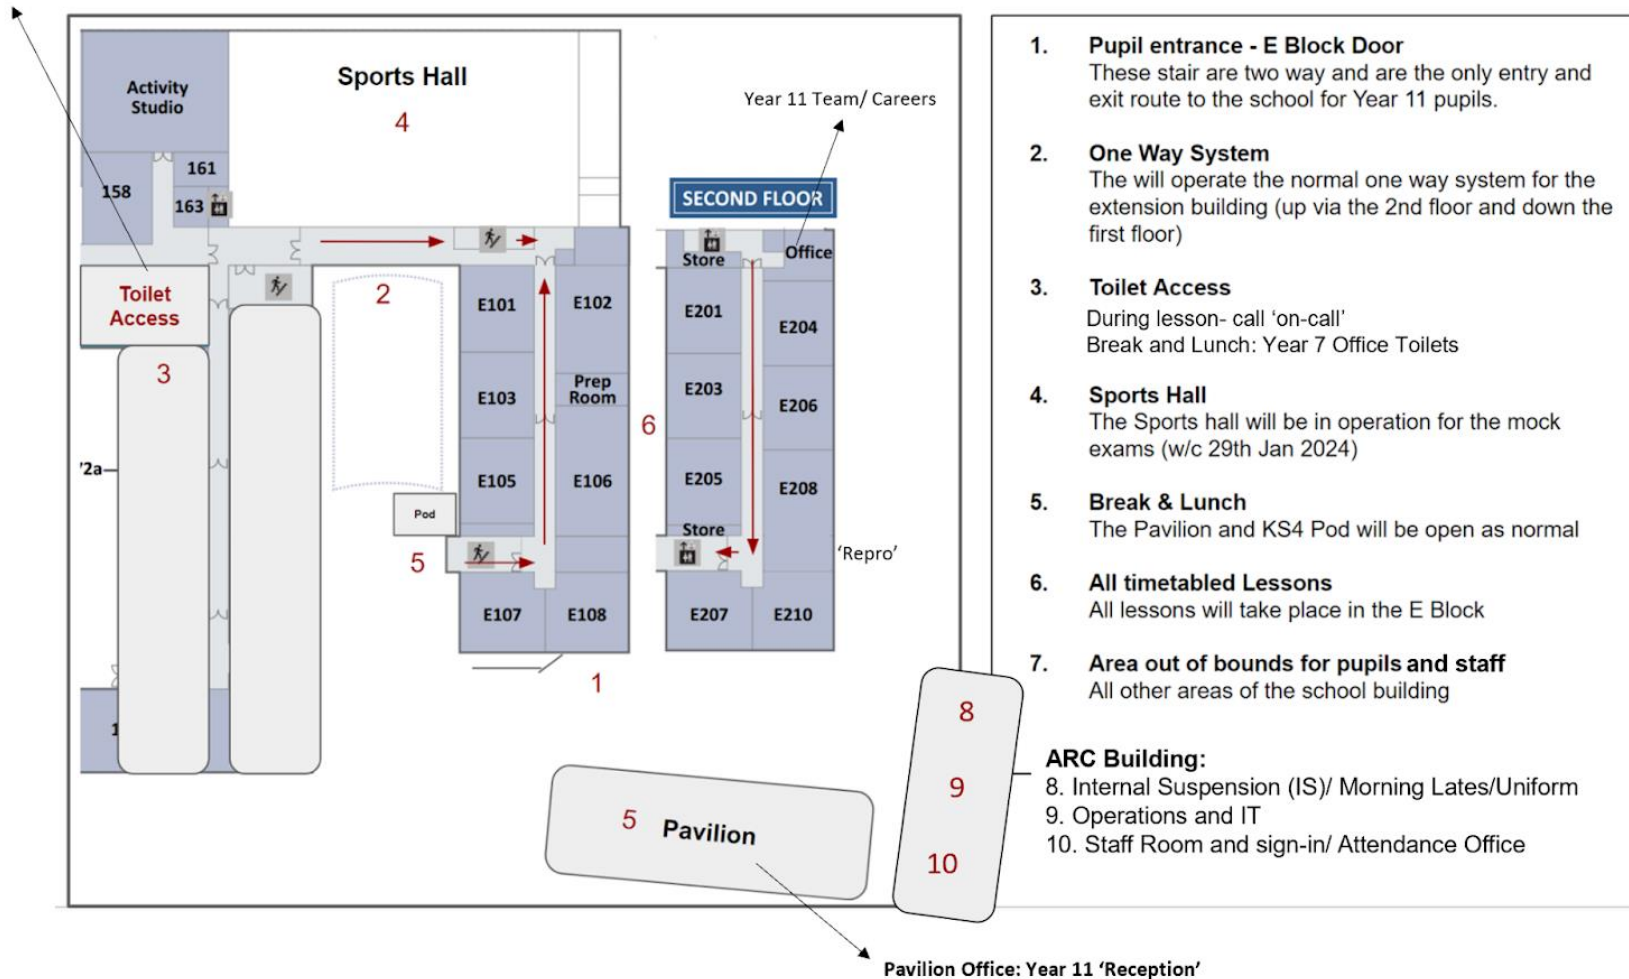 Activity
Studio
158
161
163
Sports Hall
4
Year 11 Team/ Careers
SECOND FLOOR
Toilet
Access
3
2
E101
E102
E103
Prep
Room
E105
E106
Pod
5
E107
E108
1
Store
Office
E201
E204
E203
E206
6
E205
E208
Store
'Repro'
E207
E210
'2a
1
5 Pavilion
8
9
10
Pavilion Office: Year 11 'Reception'
1. Pupil entrance - E Block Door
These stair are two way and are the only entry and
exit route to the school for Year 11 pupils.
2. One Way System
The will operate the normal one way system for the
extension building (up via the 2nd floor and down the
first floor)
3. Toilet Access
During lesson- call 'on-call'
Break and Lunch: Year 7 Office Toilets
4. Sports Hall
The Sports hall will be in operation for the mock
exams (w/c 29th Jan 2024)
5. Break & Lunch
The Pavilion and KS4 Pod will be open as normal
6. All timetabled Lessons
All lessons will take place in the E Block
7. Area out of bounds for pupils and staff
All other areas of the school building
ARC Building:
8. Internal Suspension (IS)/ Morning Lates/Uniform
9. Operations and IT
10. Staff Room and sign-in/ Attendance Office